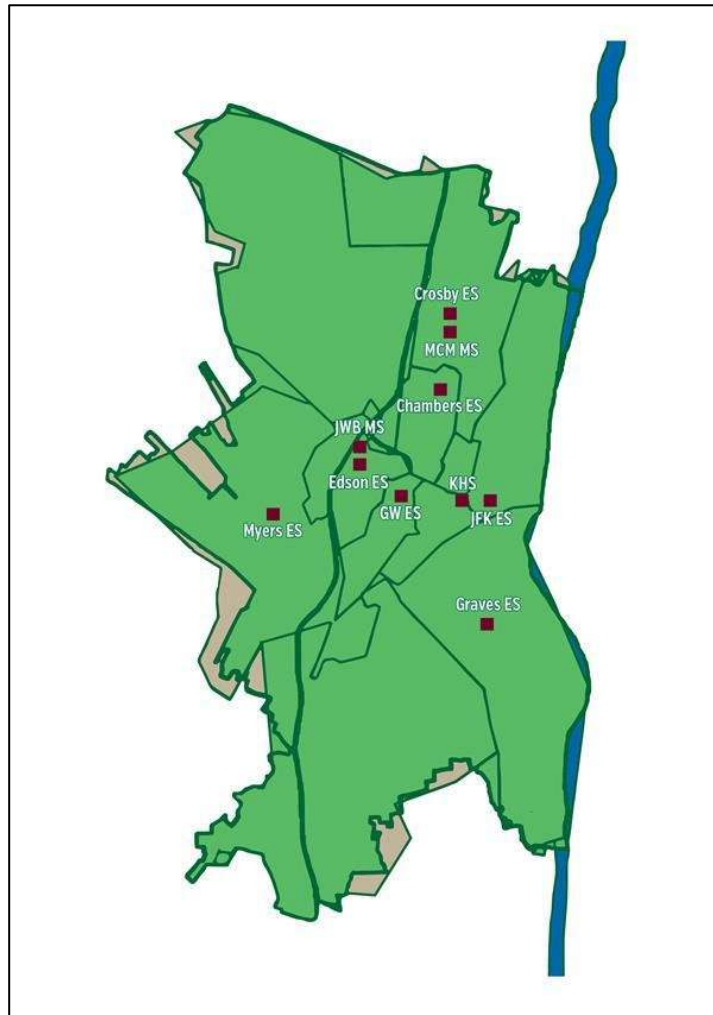 Crosby ES
MCM MS
Chambers ES
JWB MS
Edson ES
GW ES
KHS
JFK ES
Myers ES
Graves ES